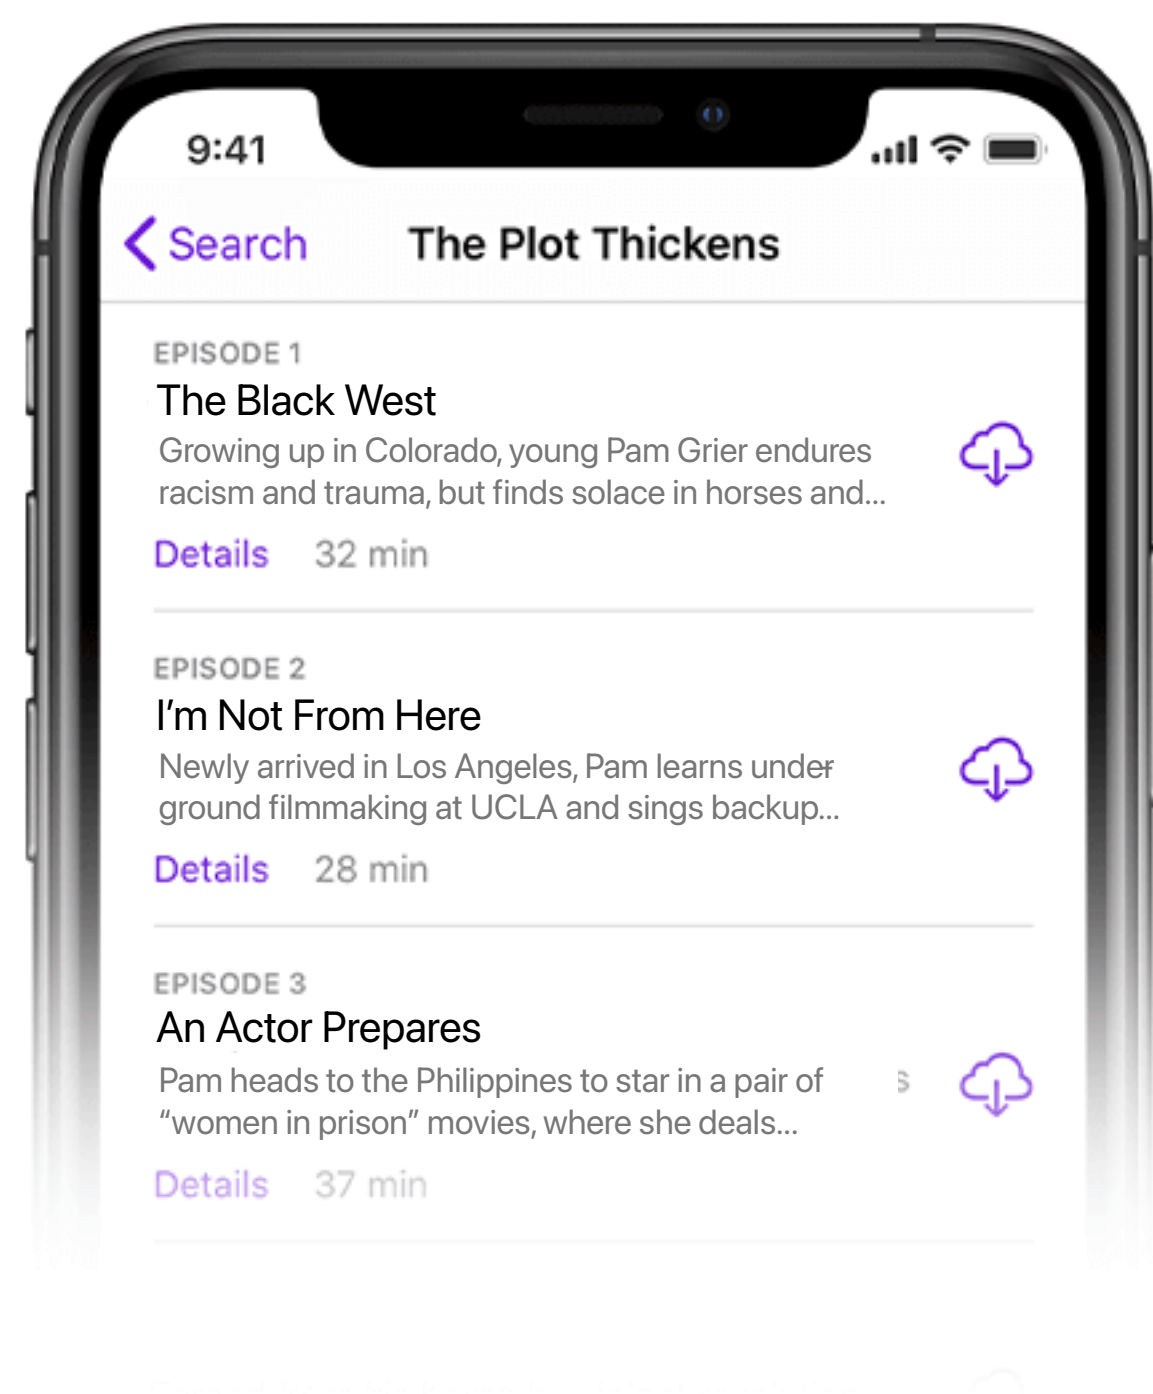 9:41
Search
The Plot Thickens
EPISODE 1
The Black West
Growing up in Colorado, young Pam Grier endures
racism and trauma, but finds solace in horses and...
Details 32 min
EPISODE 2
I'm Not From Here
Newly arrived in Los Angeles, Pam learns under
ground filmmaking at UCLA and sings backup...
Details 28 min
EPISODE 3
An Actor Prepares
Pam heads to the Philippines to star in a pair of s
“women in prison” movies, where she deals...
Details 37 min